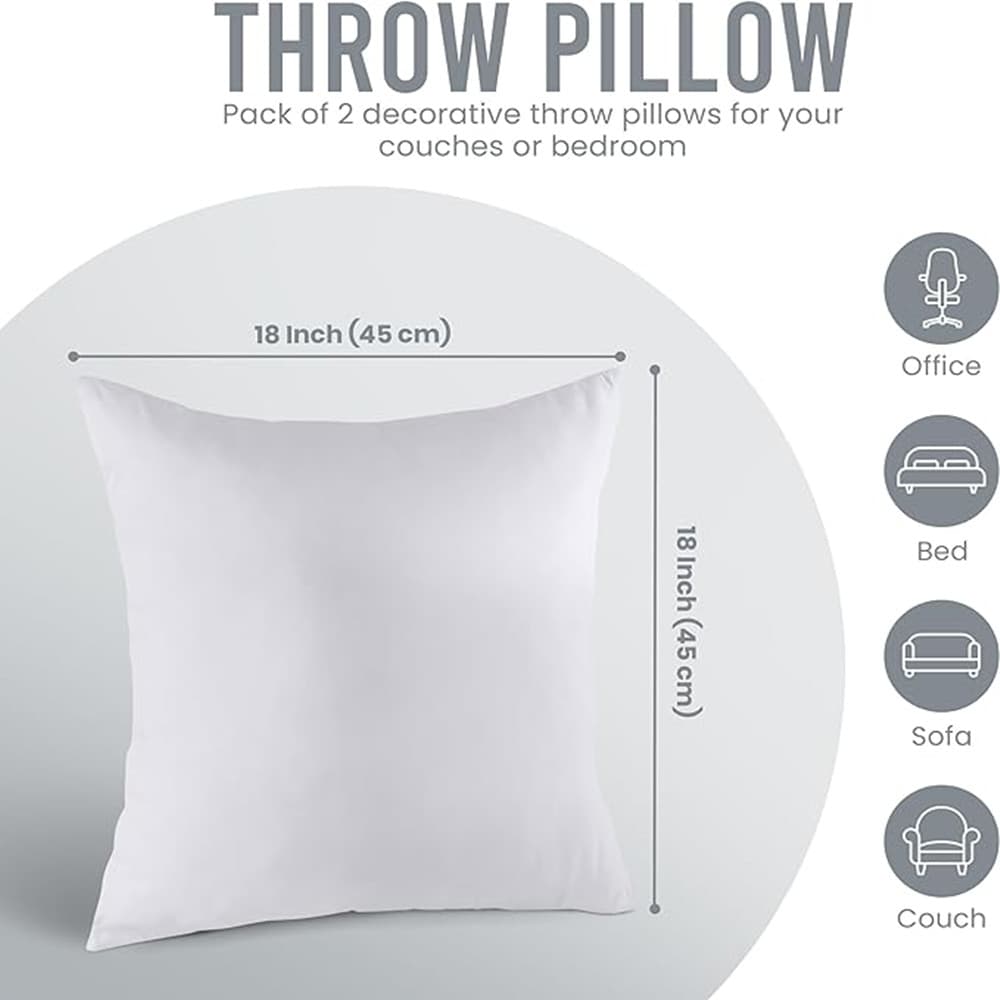 THROW PILLOW
Pack of 2 decorative throw pillows for your
couches or bedroom
18 Inch (45 cm)
18 Inch (45 cm)
Office
Bed
Sofa
Couch